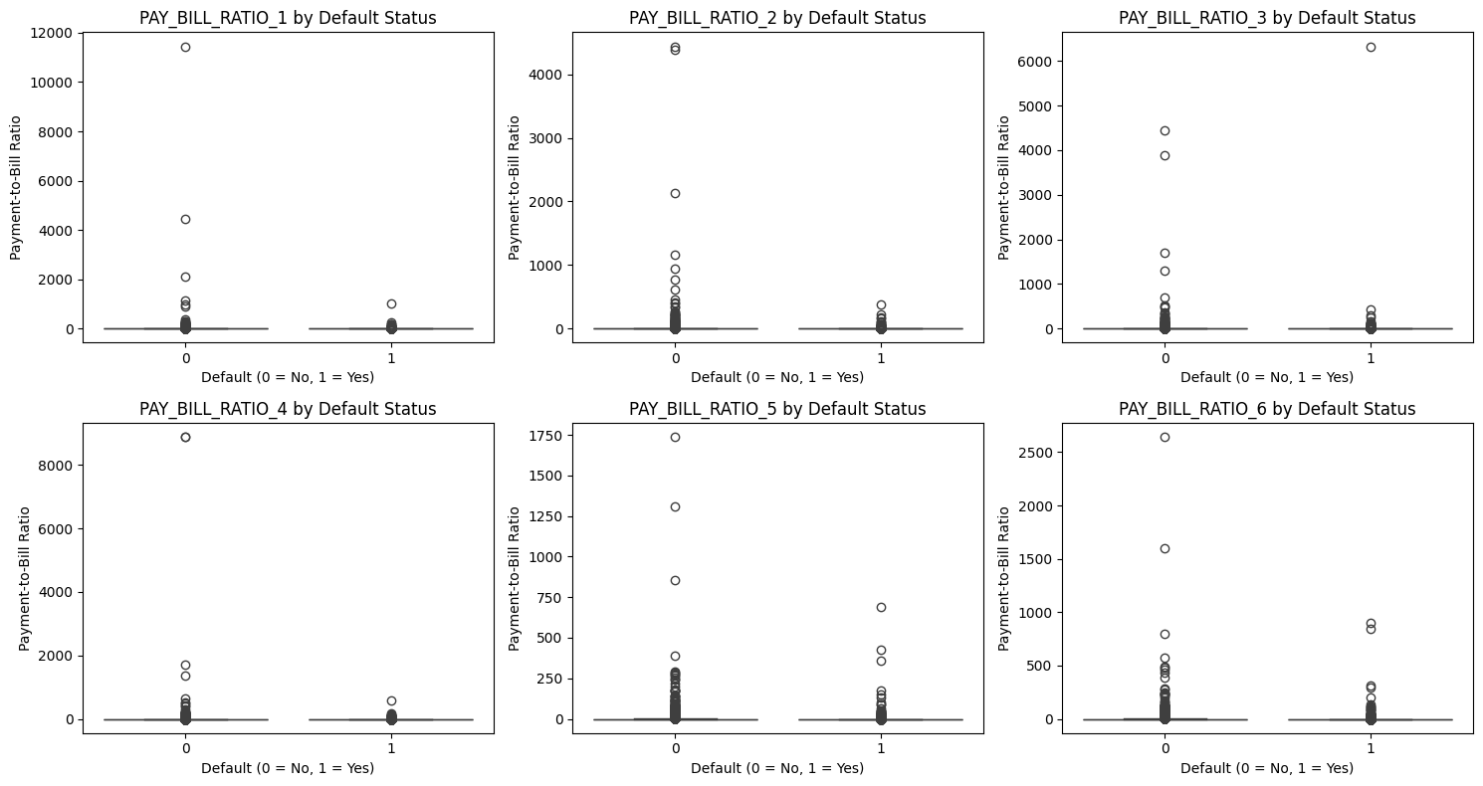 PAY_BILL_RATIO_1 by Default Status
PAY_BILL_RATIO_2 by Default Status
PAY_BILL_RATIO_3 by Default Status
12000
10000
8000
6000
4000
2000
0
Payment-to-Bill Ratio
0
1
Default (0 = No, 1 = Yes)
4000
3000
2000
1000
0
Payment-to-Bill Ratio
0
1
Default (0 = No, 1 = Yes)
6000
5000
4000
3000
2000
1000
0
Payment-to-Bill Ratio
0
1
Default (0 = No, 1 = Yes)
PAY_BILL_RATIO_4 by Default Status
PAY_BILL_RATIO_5 by Default Status
PAY_BILL_RATIO_6 by Default Status
8000
6000
4000
2000
0
Payment-to-Bill Ratio
0
1
Default (0 = No, 1 = Yes)
1750
1500
1250
1000
750
500
250
0
Payment-to-Bill Ratio
0
1
Default (0 = No, 1 = Yes)
2500
2000
1500
1000
500
0
Payment-to-Bill Ratio
0
1
Default (0 = No, 1 = Yes)